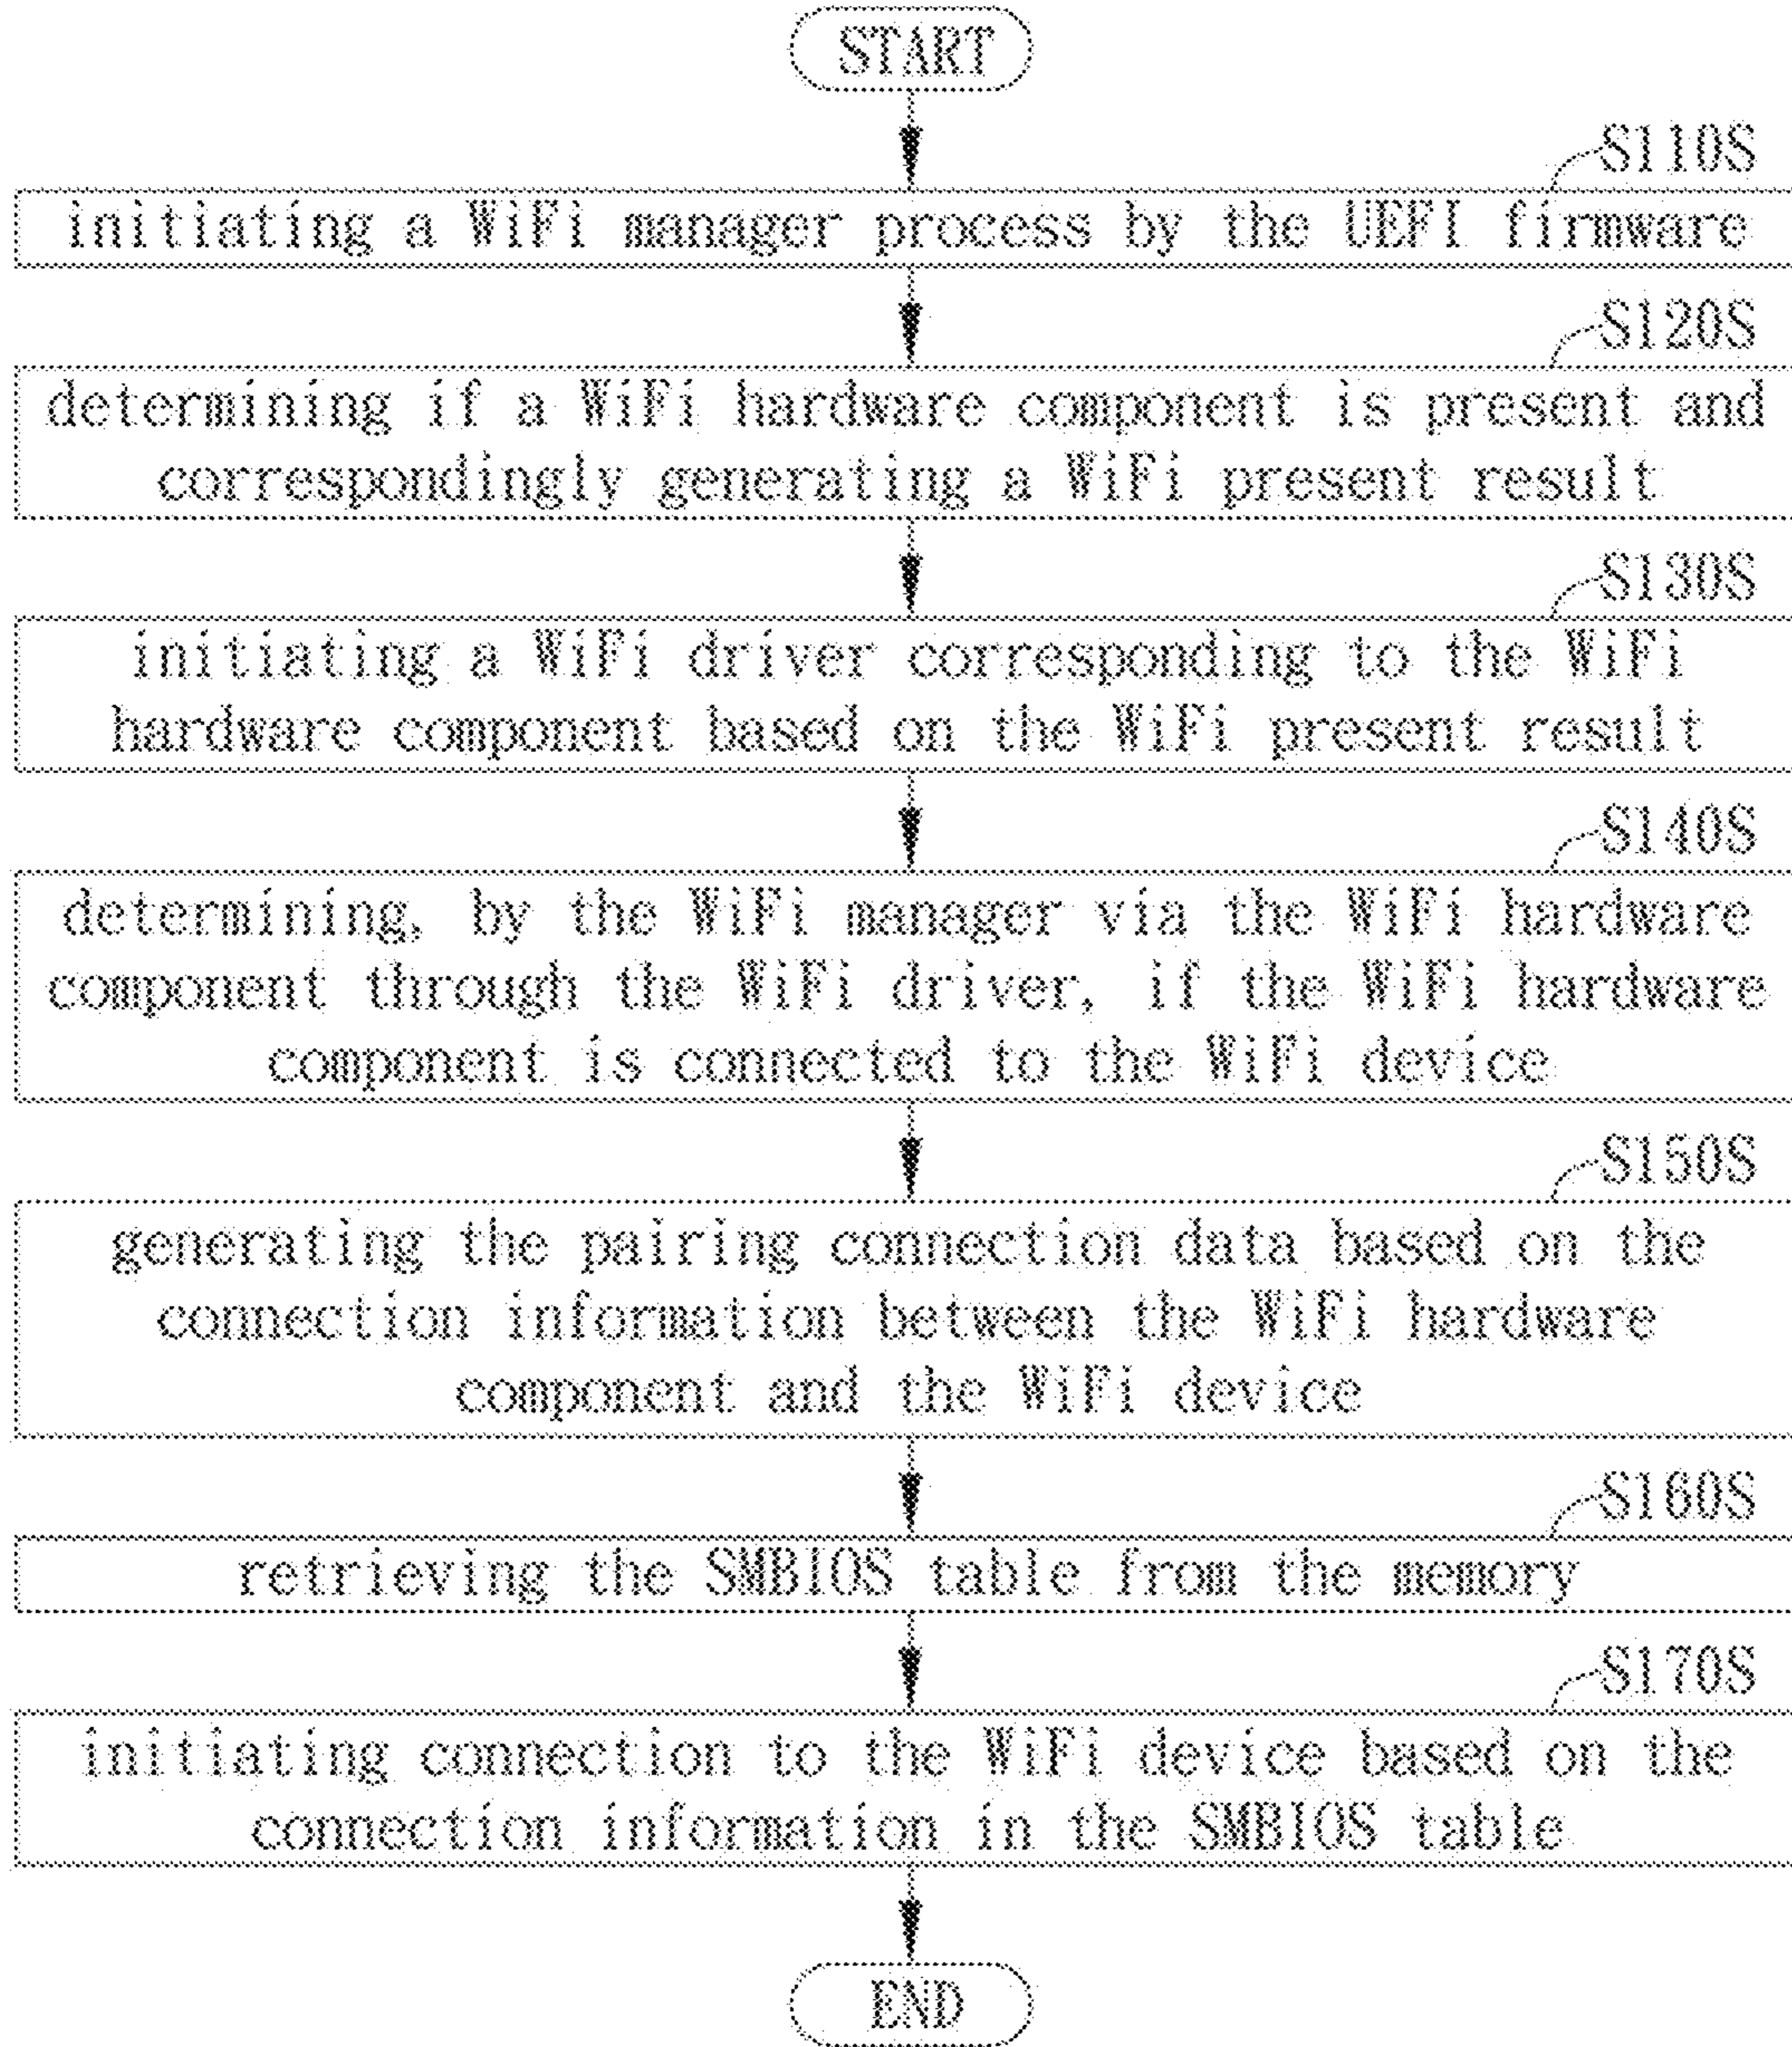 START
S110S
initiating a WiFi manager process by the UEFI firmware
S120S
determining if a WiFi hardware component is present and
correspondingly generating a WiFi present result
S130S
initiating a WiFi driver corresponding to the WiFi
hardware component based on the WiFi present result
S140S
determining, by the WiFi manager via the WiFi hardware
component through the WiFi driver, if the WiFi hardware
component is connected to the WiFi device
S150S
generating the pairing connection data based on the
connection information between the WiFi hardware
component and the WiFi device
S160S
retrieving the SMBIOS table from the memory
S170S
initiating connection to the WiFi device based on the
connection information in the SMBIOS table
END